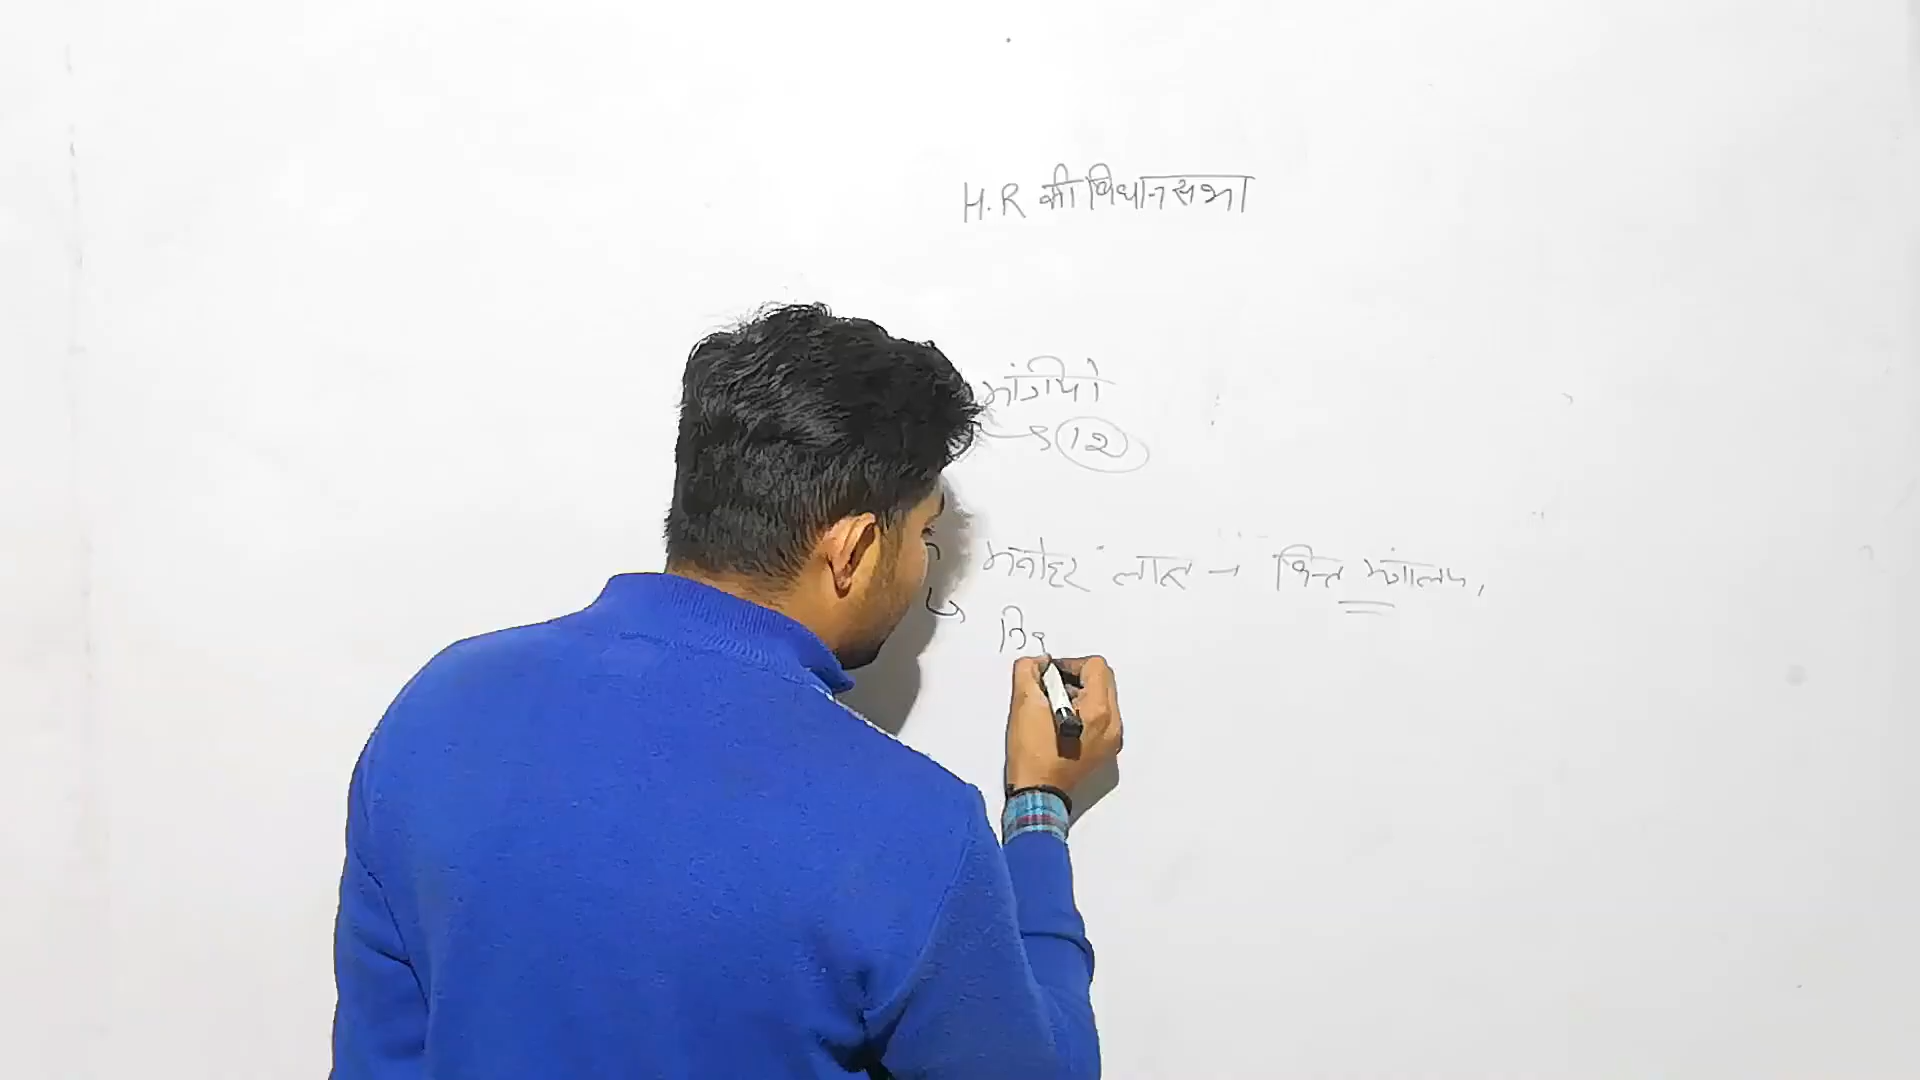 H.R की विधानसभा
मंत्रीयो
12
मनोहर लाल → वित्त मंत्रालय,